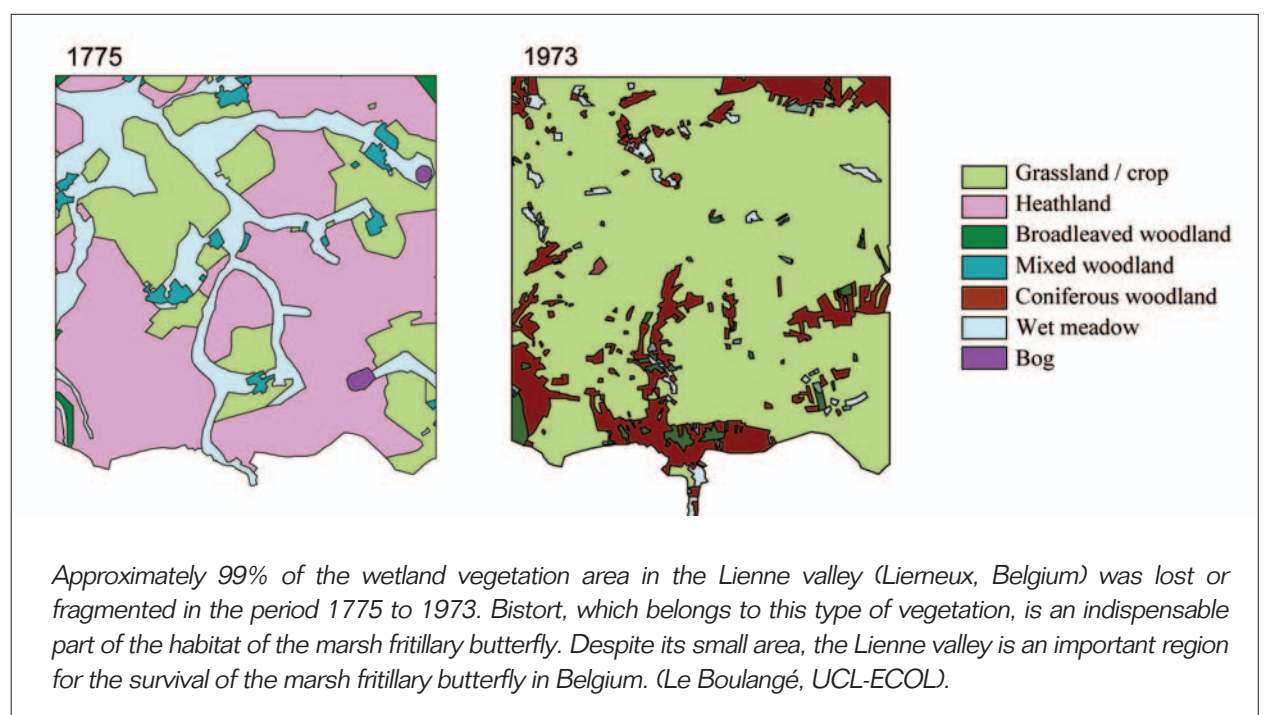 1775
1973
Grassland / crop
Heathland
Broadleaved woodland
Mixed woodland
Coniferous woodland
Wet meadow
Bog
Approximately 99% of the wetland vegetation area in the Lienne valley (Lierneux, Belgium) was lost or
fragmented in the period 1775 to 1973. Bistort, which belongs to this type of vegetation, is an indispensable
part of the habitat of the marsh fritillary butterfly. Despite its small area, the Lienne valley is an important region
for the survival of the marsh fritillary butterfly in Belgium. (Le Boulangé, UCL-ECOL).